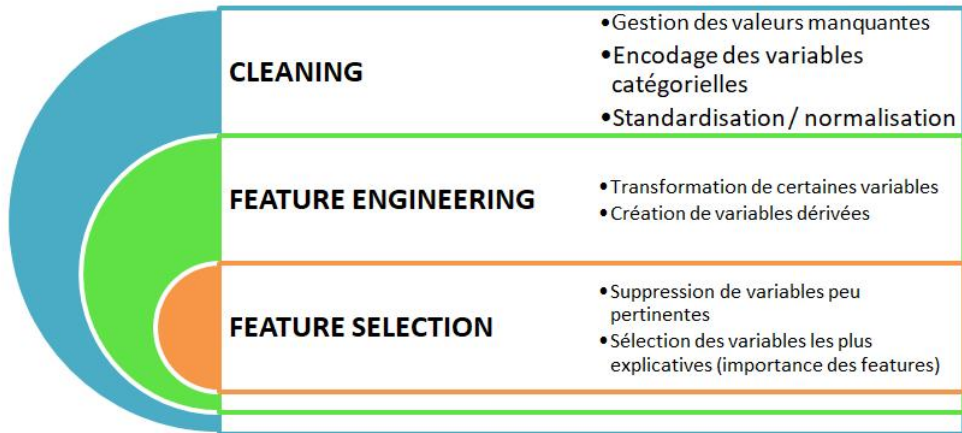 CLEANING
•Gestion des valeurs manquantes
•Encodage des variables
catégorielles
•Standardisation / normalisation
FEATURE ENGINEERING
•Transformation de certaines variables
•Création de variables dérivées
FEATURE SELECTION
•Suppression de variables peu
pertinentes
•Sélection des variables les plus
explicatives (importance des features)